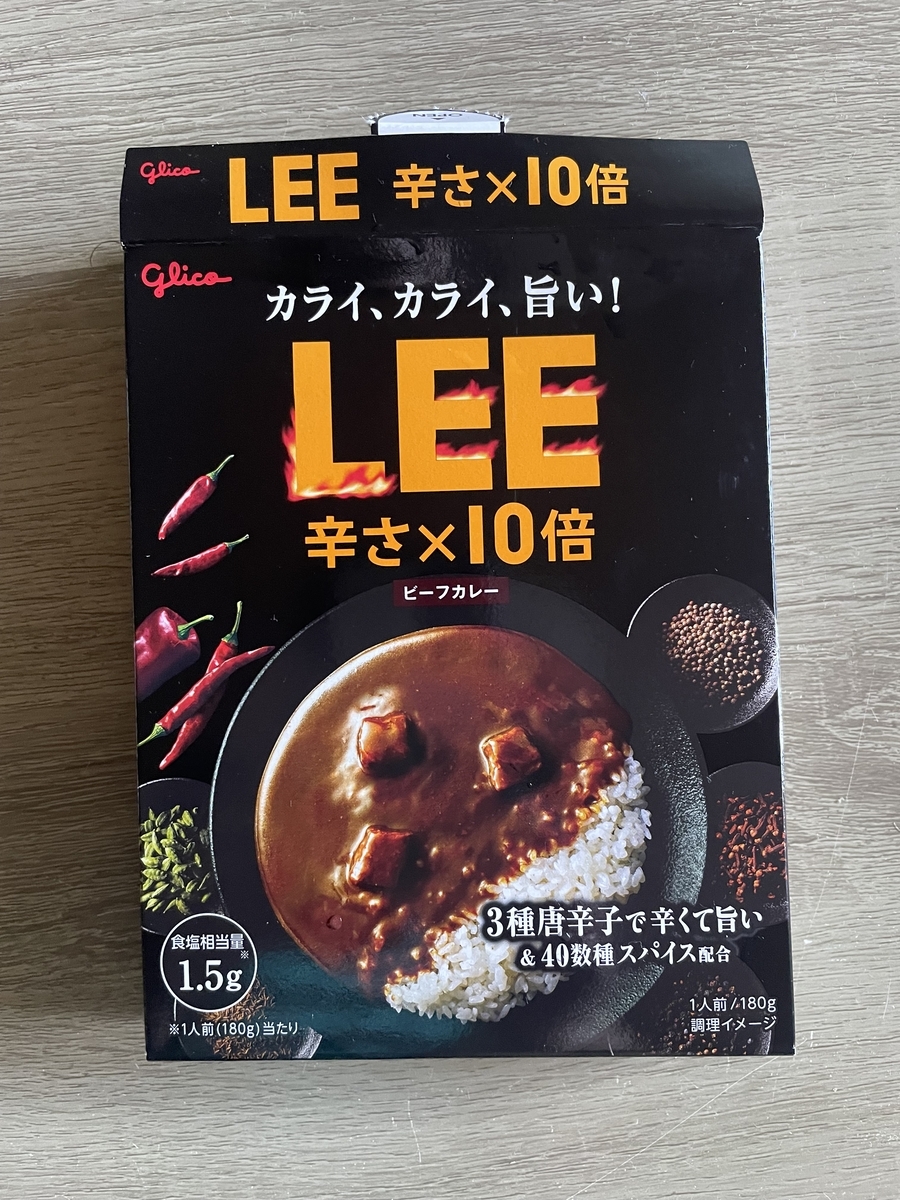 OPEN
Glico LEE 辛さ×10倍
Glico
カライ、カライ、旨い!
LEE
辛さ×10倍
ビーフカレー
3種唐辛子で辛くて旨い
&40数種スパイス配合
食塩相当量※
1.5g
※1人前(180g)当たり
1人前/180g
調理イメージ